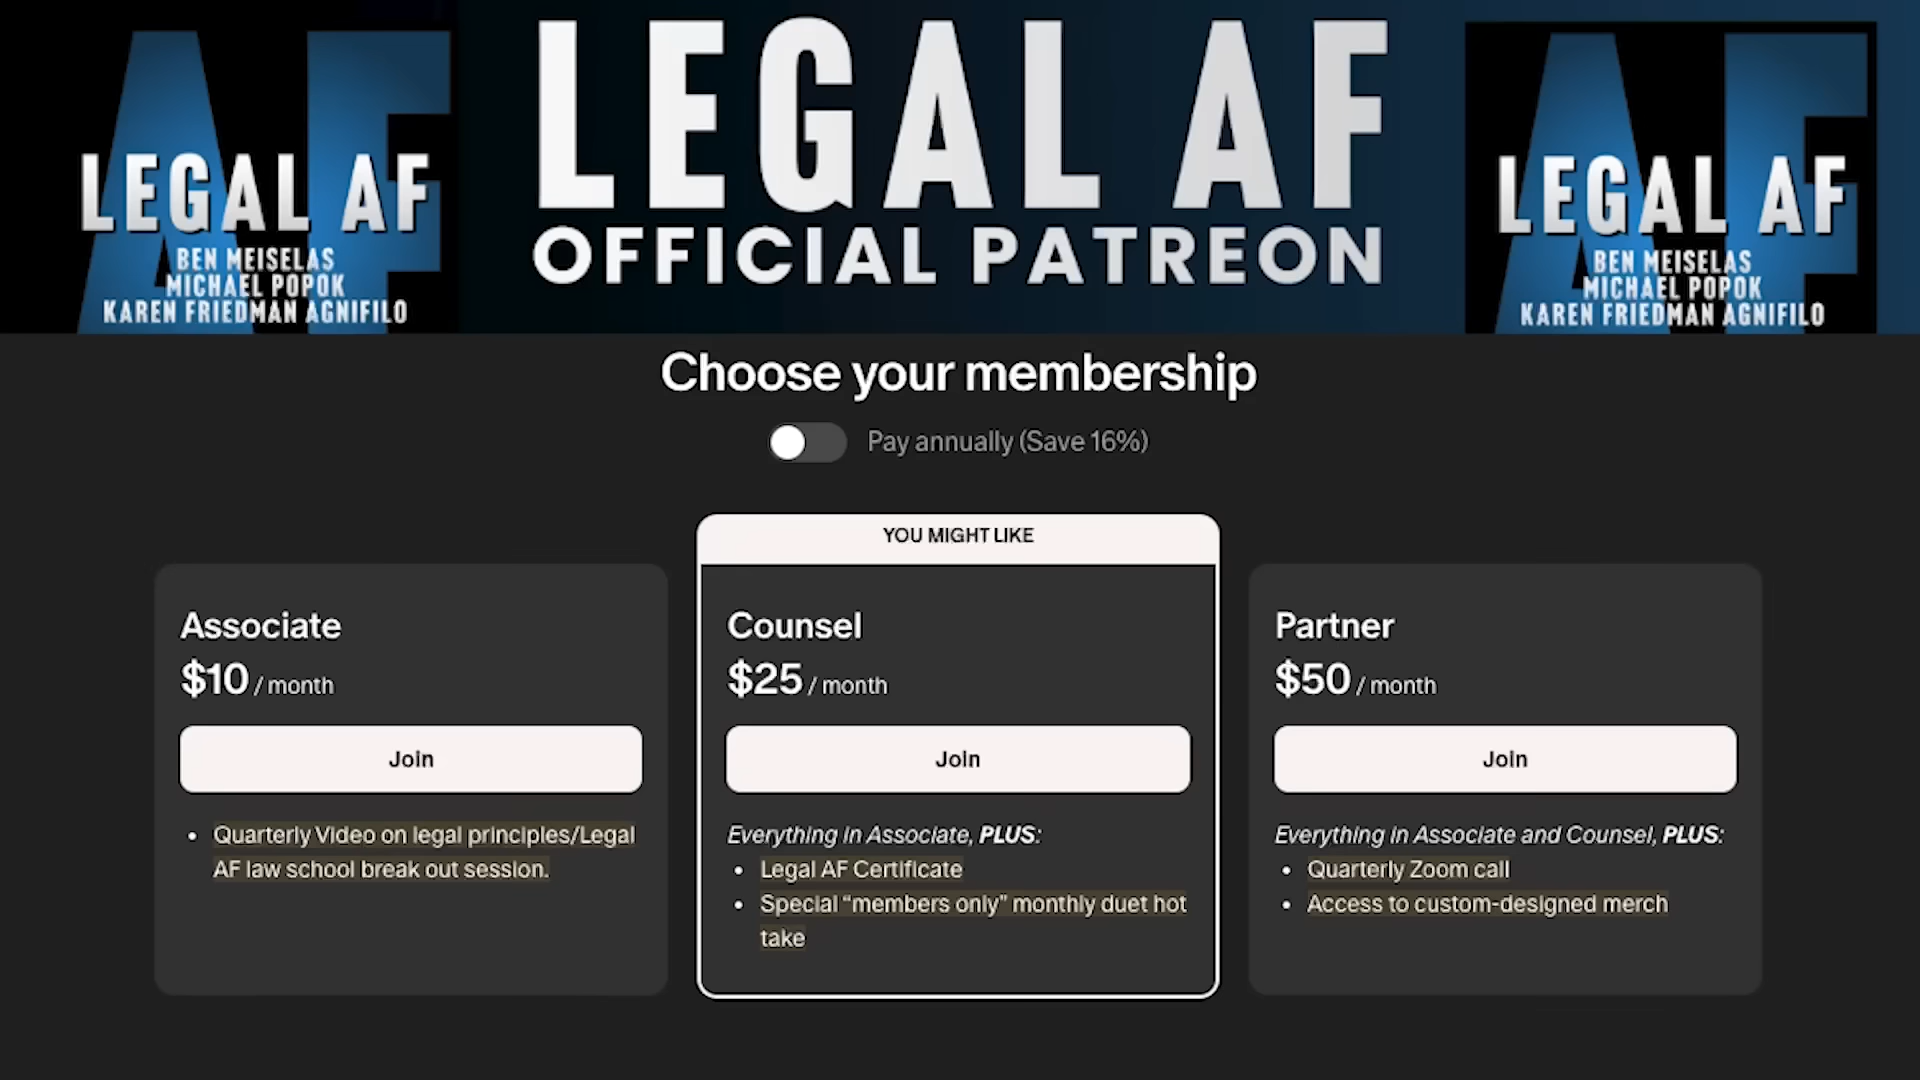 LEGAL AF
BEN MEISELAS
MICHAEL POPOK
KAREN FRIEDMAN AGNIFILO
LEGAL AF
OFFICIAL PATREON
LEGAL AF
BEN MEISELAS
MICHAEL POPOK
KAREN FRIEDMAN AGNIFILO
Choose your membership
Pay annually (Save 16%)
Associate
$10 / month
Join
• Quarterly Video on legal principles/Legal
AF law school break out session.
YOU MIGHT LIKE
Counsel
$25 / month
Join
Everything in Associate, PLUS:
• Legal AF Certificate
• Special “members only” monthly duet hot
take
Partner
$50 / month
Join
Everything in Associate and Counsel, PLUS:
• Quarterly Zoom call
• Access to custom-designed merch